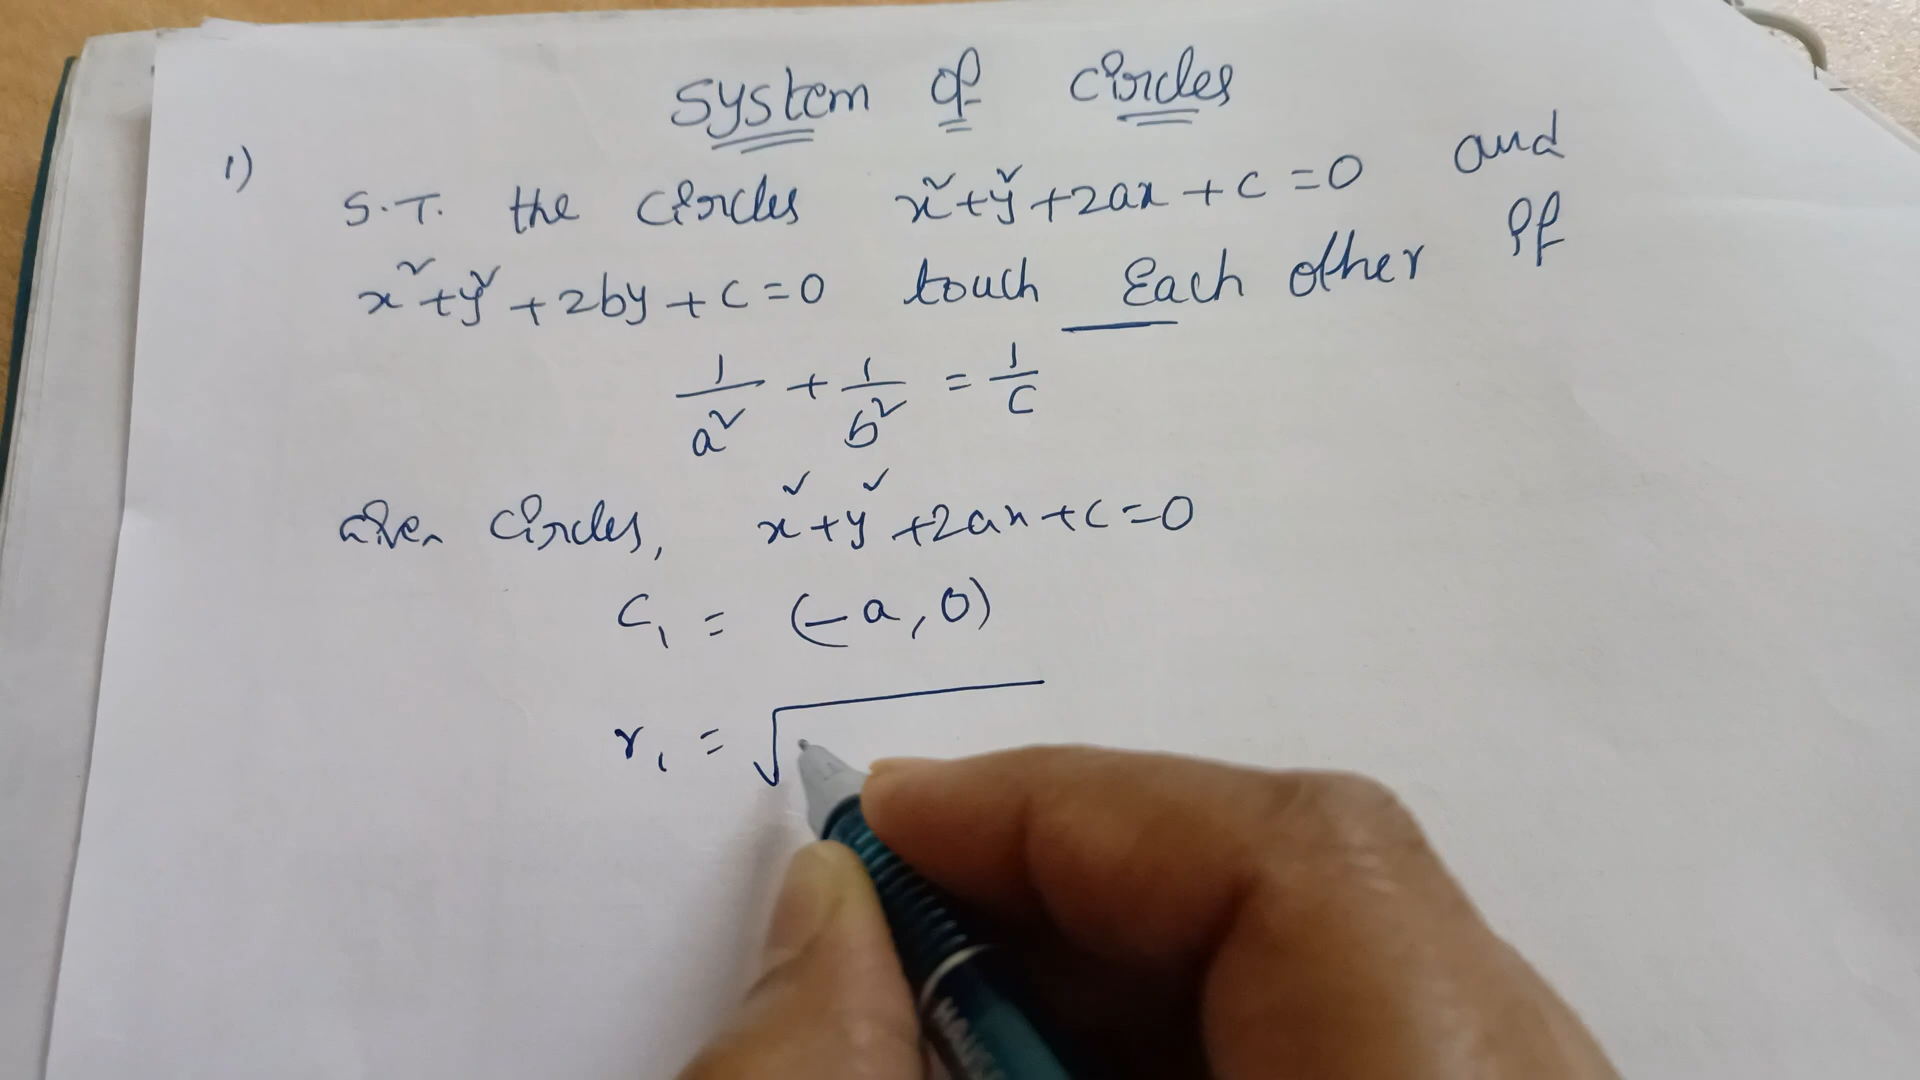 System of Circles
1)
S.T. the Circles x²+y²+2ax+c=0 and
x²+y²+2by+c=0 touch Each other if
1/a² + 1/b² = 1/c
Given Circles, x²+y²+2ax+c=0
C₁ = (-a, 0)
r₁ = √